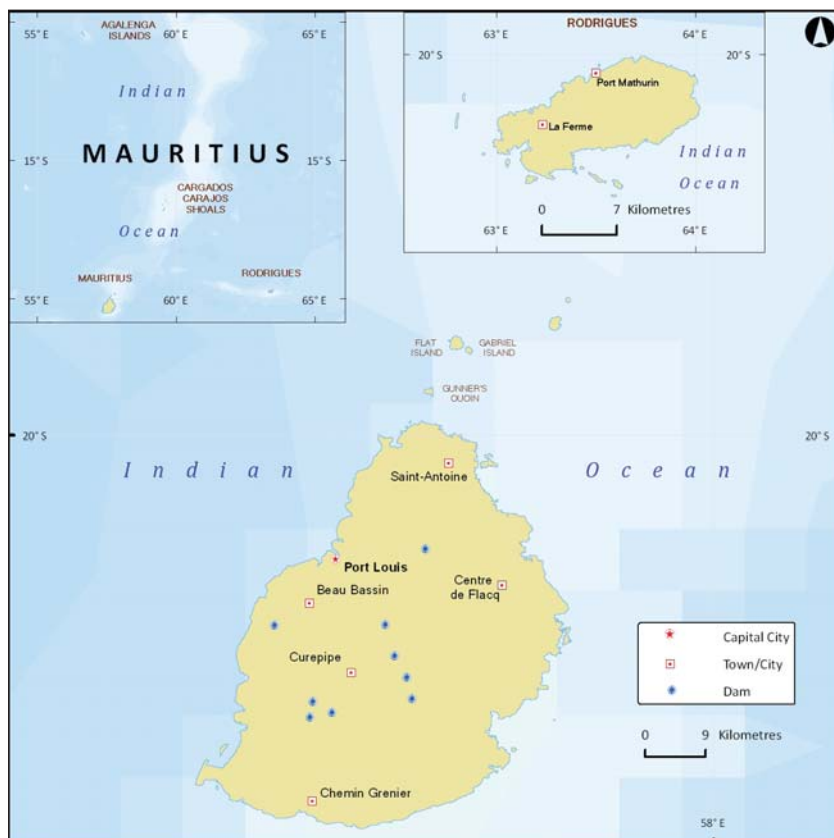 55° E
AGALENGA
ISLANDS
60° E
65° E
Indian
MAURITIUS
15° S
15° S
CARGADOS
CARAJOS
SHOALS
Ocean
MAURITIUS
RODRIGUES
55° E
60° E
65° E
RODRIGUES
63° E
64° E
20° S
20° S
Port Mathurin
La Ferme
Indian
Ocean
0 7 Kilometres
63° E
64° E
FLAT
ISLAND
GABRIEL
ISLAND
GUNNER'S
QUOIN
20° S
20° S
Indian
Ocean
Saint-Antoine
Port Louis
Beau Bassin
Centre
de Flacq
Curepipe
Chemin Grenier
Capital City
Town/City
Dam
0 9 Kilometres
58° E